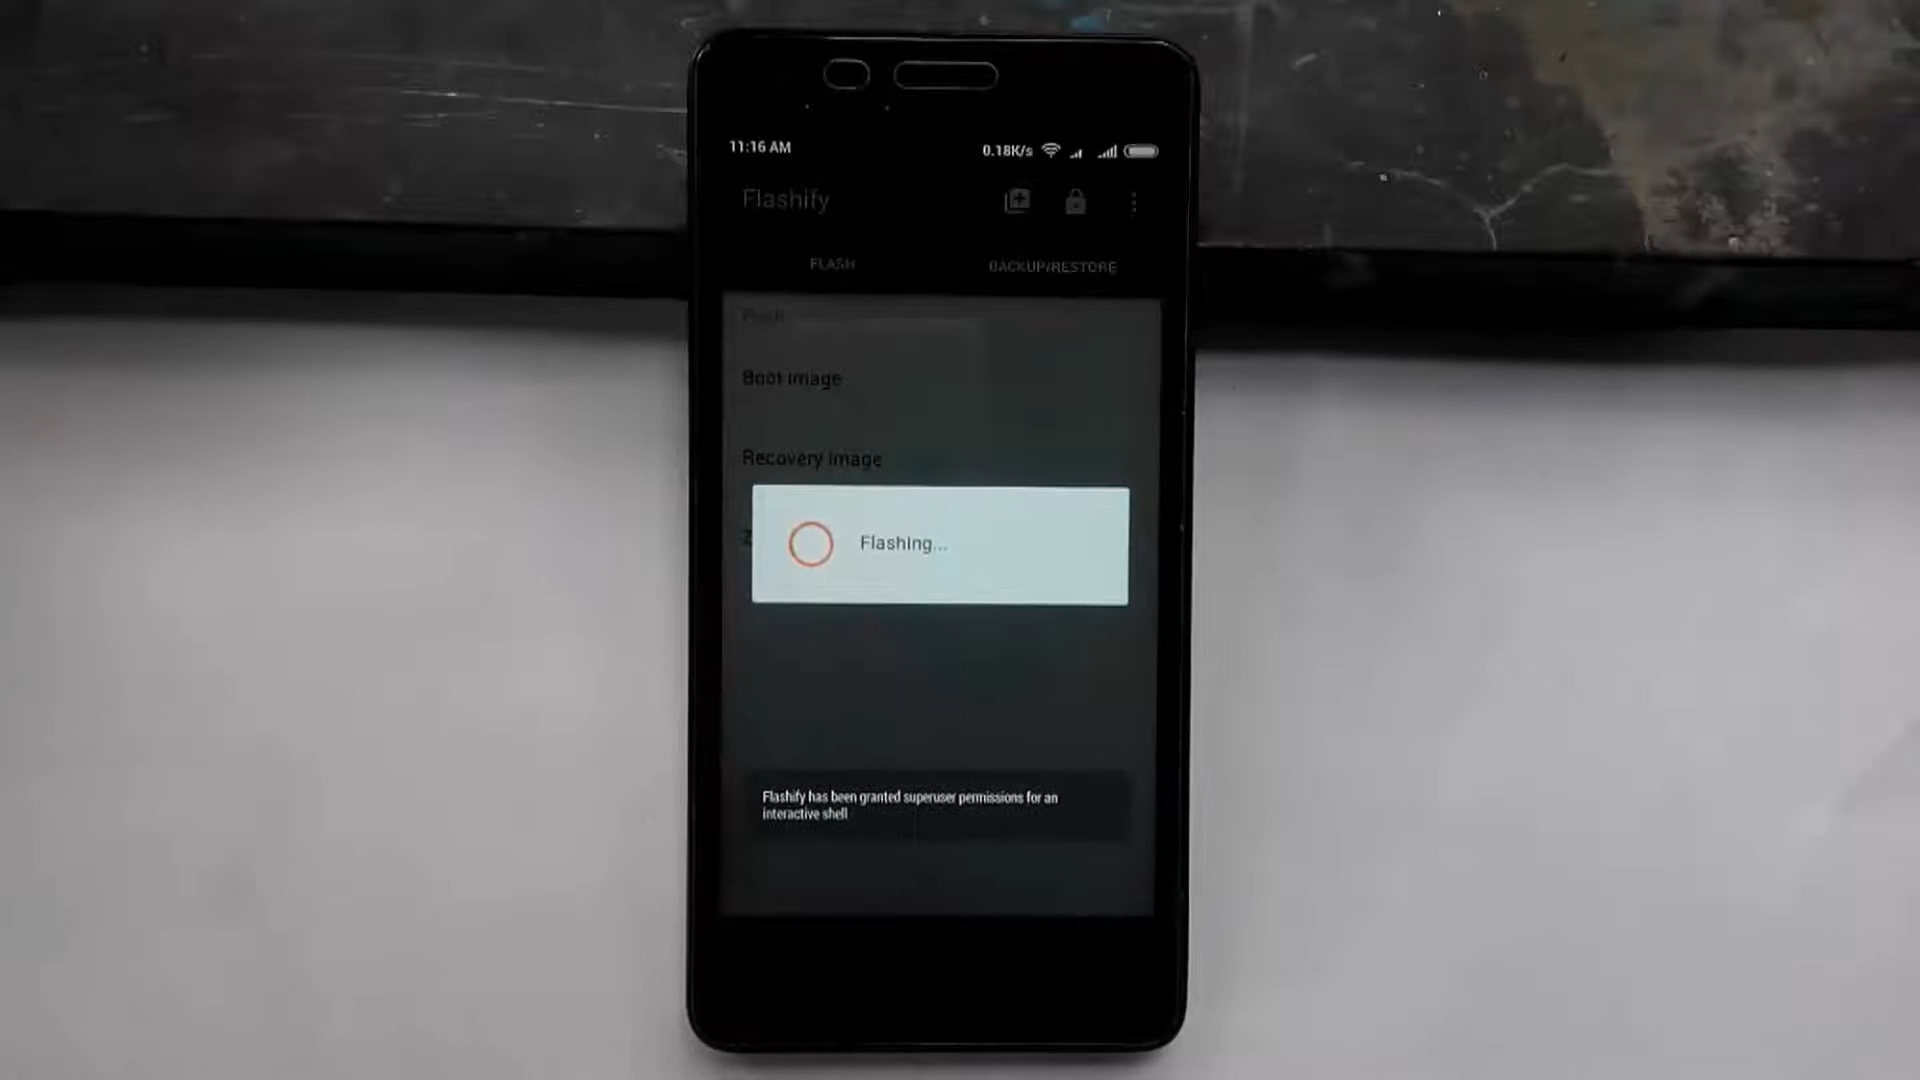 11:16 AM
0.18K/s
Flashify
FLASH
BACKUP/RESTORE
Flash
Boot image
Recovery image
Z
Flashing...
Flashify has been granted superuser permissions for an
interactive shell